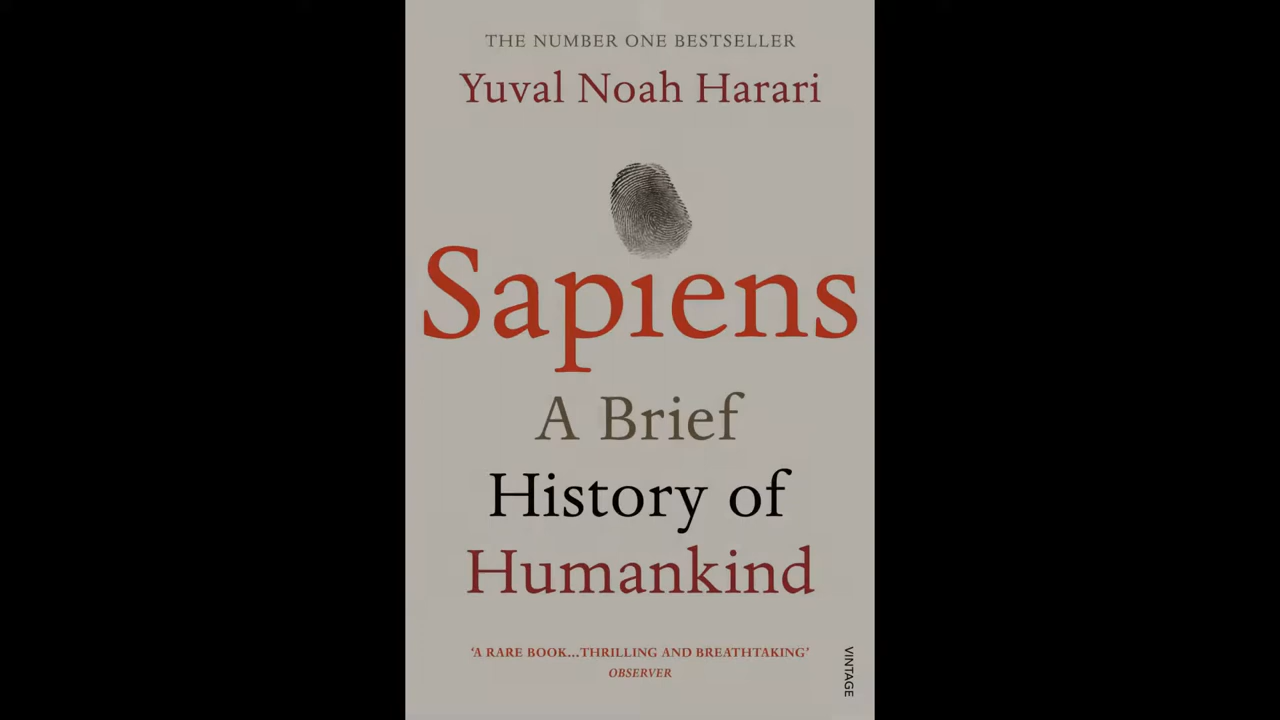 THE NUMBER ONE BESTSELLER
Yuval Noah Harari
Sapiens
A Brief
History of
Humankind
‘A RARE BOOK...THRILLING AND BREATHTAKING’
OBSERVER
VINTAGE